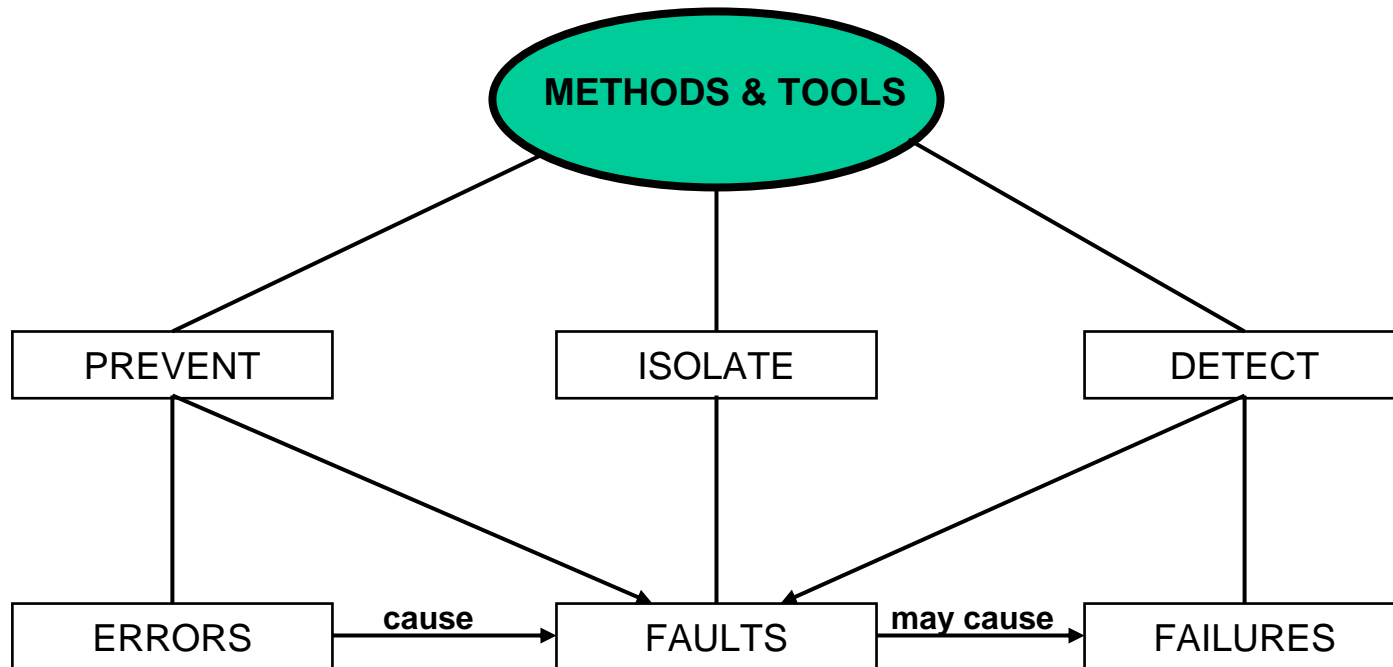 METHODS & TOOLS
PREVENT
ISOLATE
DETECT
cause
may cause
ERRORS
FAULTS
FAILURES